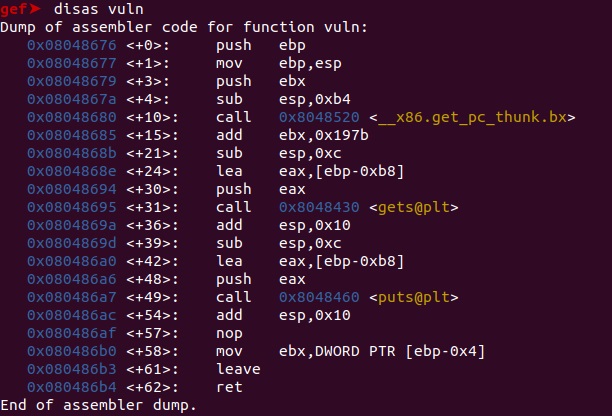 gef➤  disas vuln
Dump of assembler code for function vuln:
   0x08048676 <+0>:     push   ebp
   0x08048677 <+1>:     mov    ebp,esp
   0x08048679 <+3>:     push   ebx
   0x0804867a <+4>:     sub    esp,0xb4
   0x08048680 <+10>:    call   0x8048520 <__x86.get_pc_thunk.bx>
   0x08048685 <+15>:    add    ebx,0x197b
   0x0804868b <+21>:    sub    esp,0xc
   0x0804868e <+24>:    lea    eax,[ebp-0xb8]
   0x08048694 <+30>:    push   eax
   0x08048695 <+31>:    call   0x8048430 <gets@plt>
   0x0804869a <+36>:    add    esp,0x10
   0x0804869d <+39>:    sub    esp,0xc
   0x080486a0 <+42>:    lea    eax,[ebp-0xb8]
   0x080486a6 <+48>:    push   eax
   0x080486a7 <+49>:    call   0x8048460 <puts@plt>
   0x080486ac <+54>:    add    esp,0x10
   0x080486af <+57>:    nop
   0x080486b0 <+58>:    mov    ebx,DWORD PTR [ebp-0x4]
   0x080486b3 <+61>:    leave
   0x080486b4 <+62>:    ret
End of assembler dump.